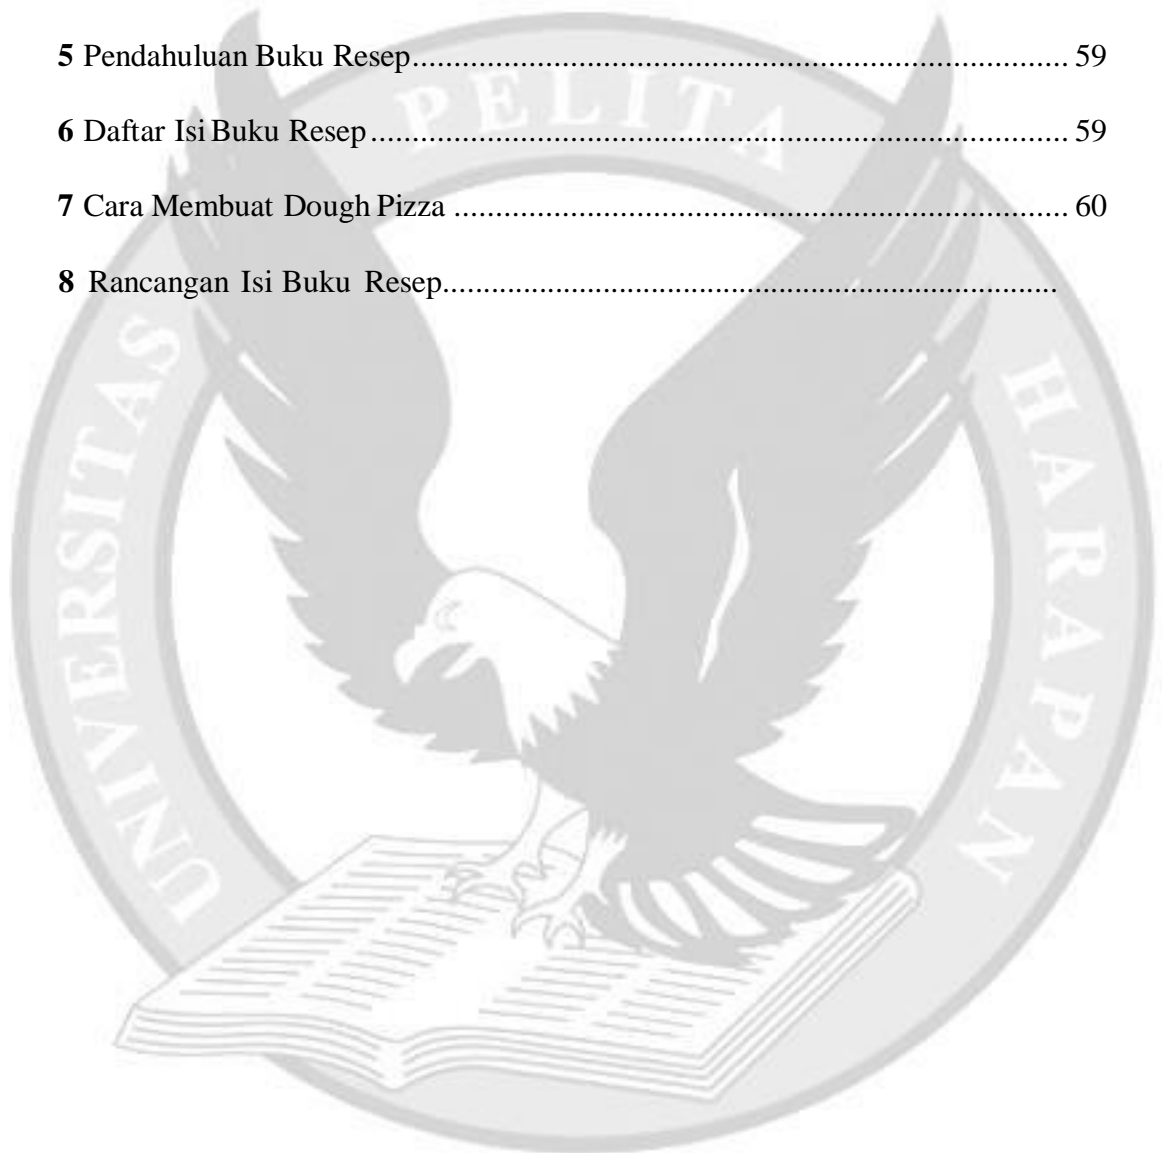 5 Pendahuluan Buku Resep................................................................................ 59
6 Daftar Isi Buku Resep..................................................................................... 59
7 Cara Membuat Dough Pizza ........................................................................... 60
8 Rancangan Isi Buku Resep...........................................................................
UNIVERSITAS PELITA HARAPAN